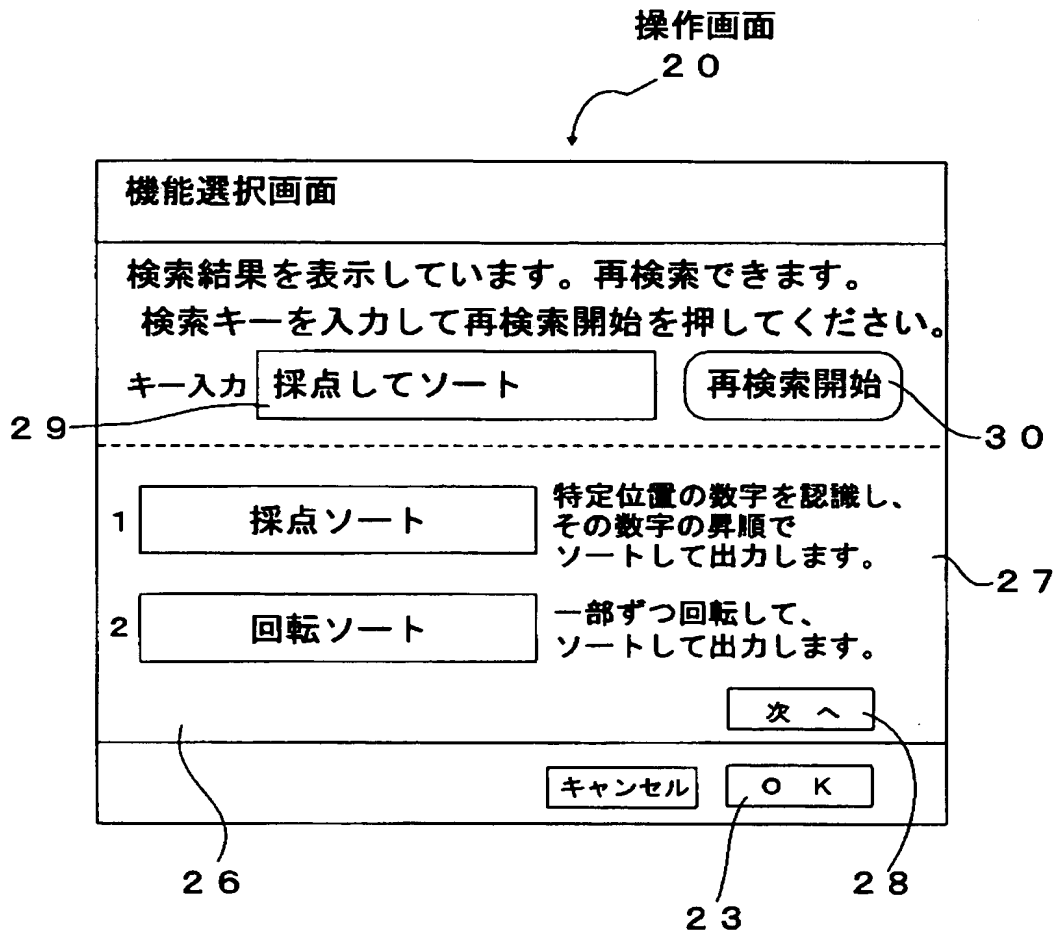 操作画面
２０
機能選択画面
検索結果を表示しています。再検索できます。
検索キーを入力して再検索開始を押してください。
キー入力 採点してソート 再検索開始
２９
３０
1 採点ソート
特定位置の数字を認識し、
その数字の昇順で
ソートして出力します。
２７
2 回転ソート
一部ずつ回転して、
ソートして出力します。
次 へ
キャンセル Ｏ Ｋ
２６
２８
２３